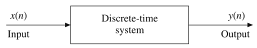 x(n)
Input
Discrete-time
system
y(n)
Output